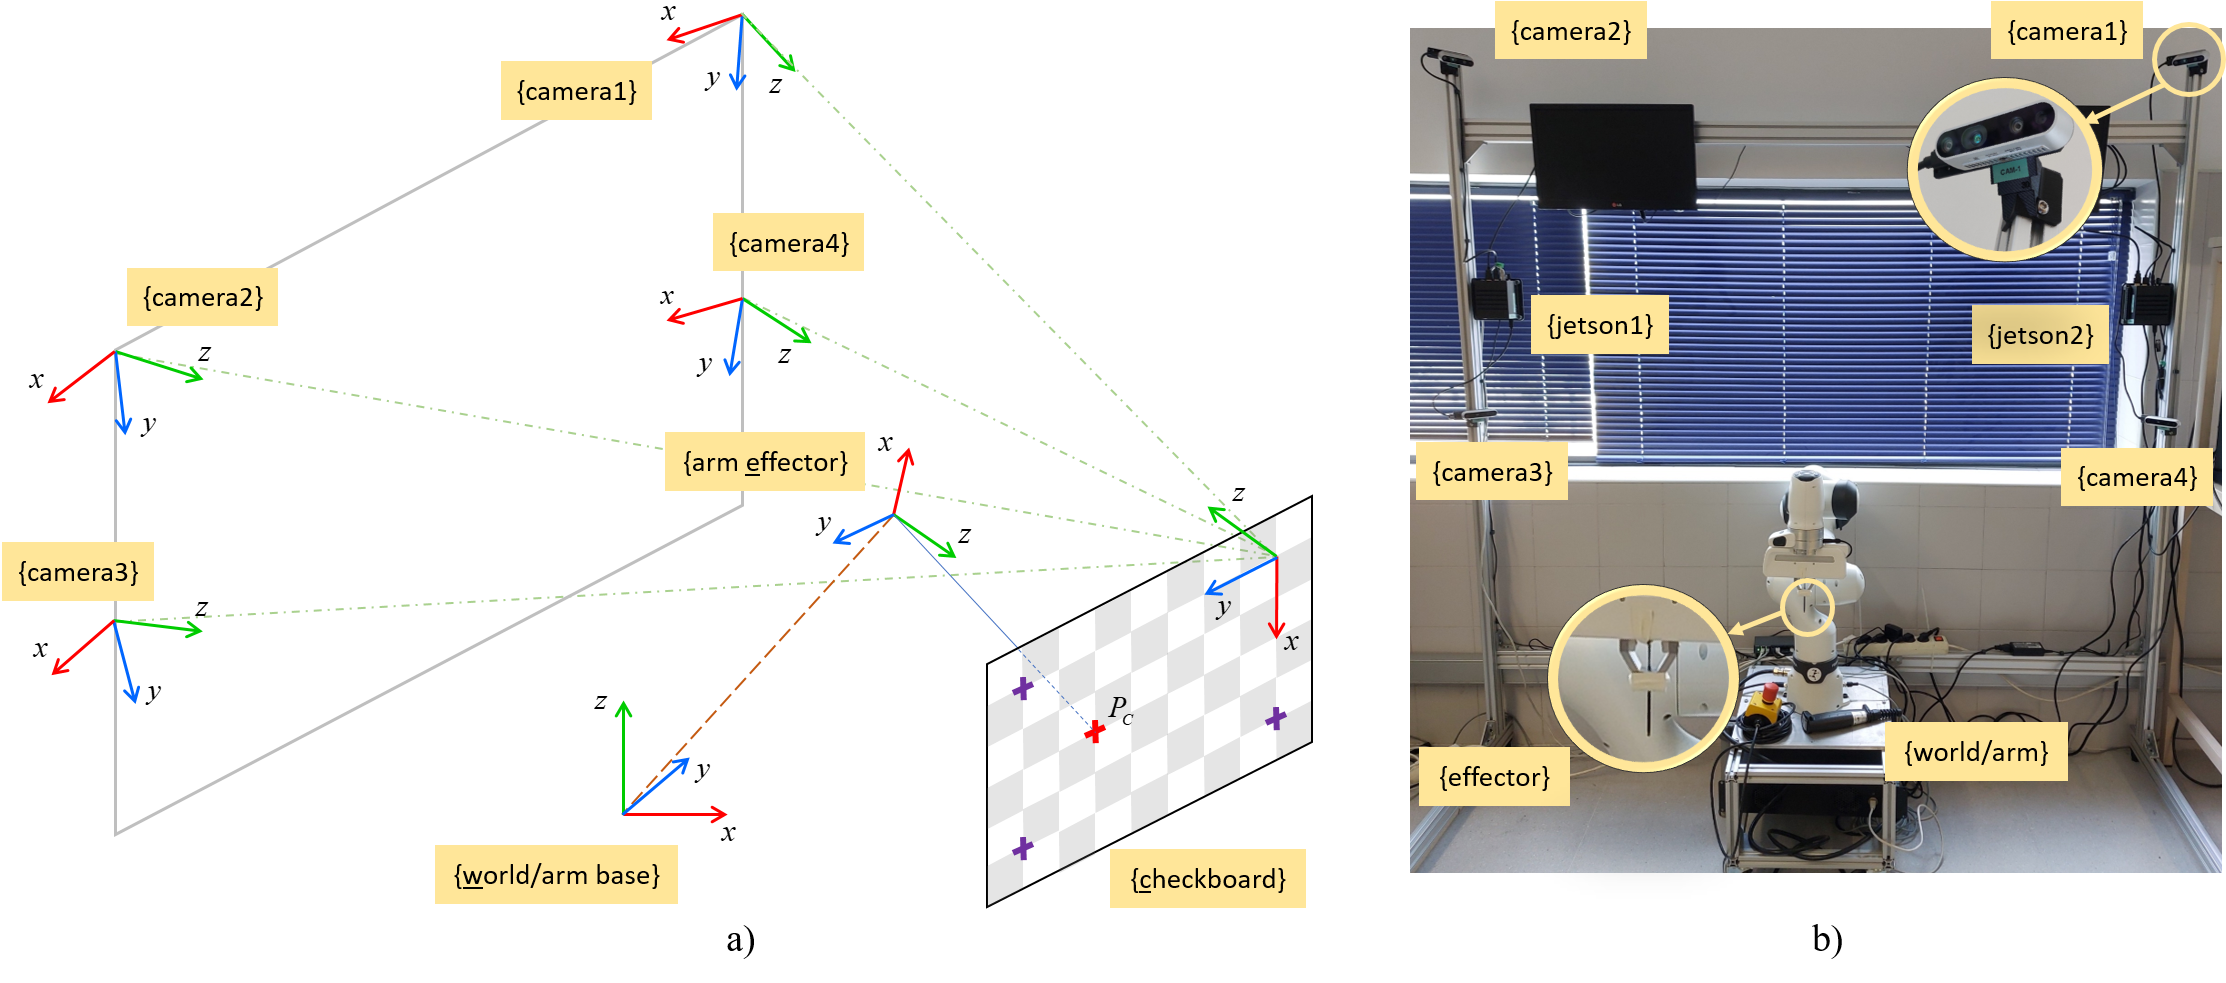 x
y
z
{camera1}
{camera4}
x
y
z
{camera2}
x
y
z
{arm effector}
x
y
z
{camera3}
x
y
z
z
y
x
P_C
z
y
x
{world/arm base}
{checkboard}
a)
{camera2}
{camera1}
CAM-1
{jetson1}
{jetson2}
{camera3}
{camera4}
{effector}
{world/arm}
b)